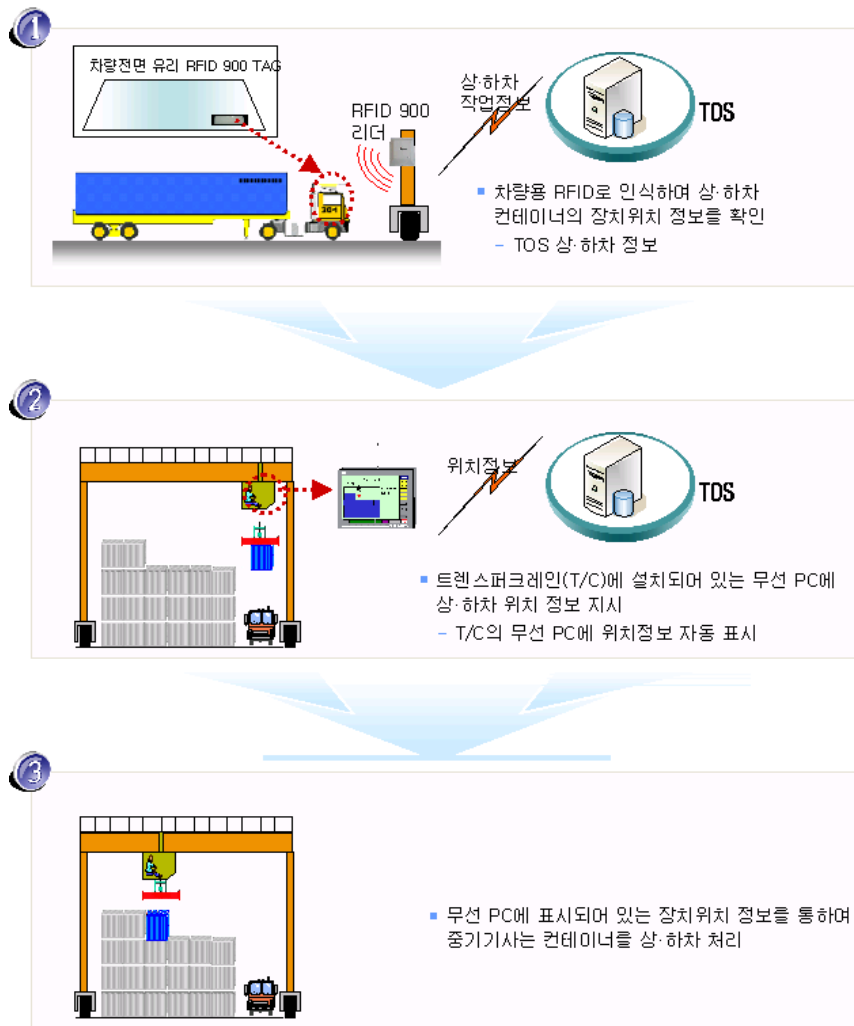 1
차량전면 유리 RFID 900 TAG
RFID 900
리더
상·하차
작업정보
TOS
차량용 RFID로 인식하여 상·하차
컨테이너의 장치위치 정보를 확인
- TOS 상·하차 정보
2
위치정보
TOS
트렌스퍼크레인(T/C)에 설치되어 있는 무선 PC에
상·하차 위치 정보 지시
- T/C의 무선 PC에 위치정보 자동 표시
3
무선 PC에 표시되어 있는 장치위치 정보를 통하여
중기기사는 컨테이너를 상·하차 처리